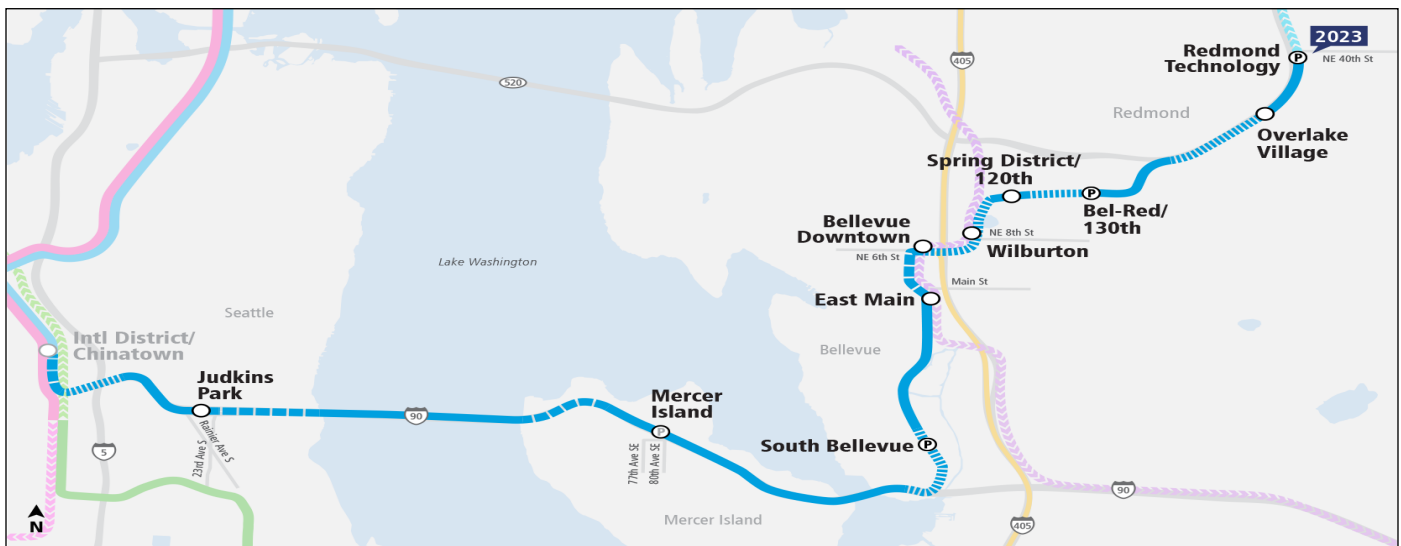 2023
Redmond
Technology
P
NE 40th St
405
520
Redmond
Overlake
Village
Spring District/
120th
P
Bel-Red/
130th
Bellevue
Downtown
NE 8th St
Wilburton
NE 6th St
Lake Washington
Main St
East Main
Seattle
Intl District/
Chinatown
Bellevue
Judkins
Park
Mercer
Island
P
90
Rainier Ave S
23rd Ave S
77th Ave SE
80th Ave SE
South Bellevue
P
5
90
Mercer Island
405
N